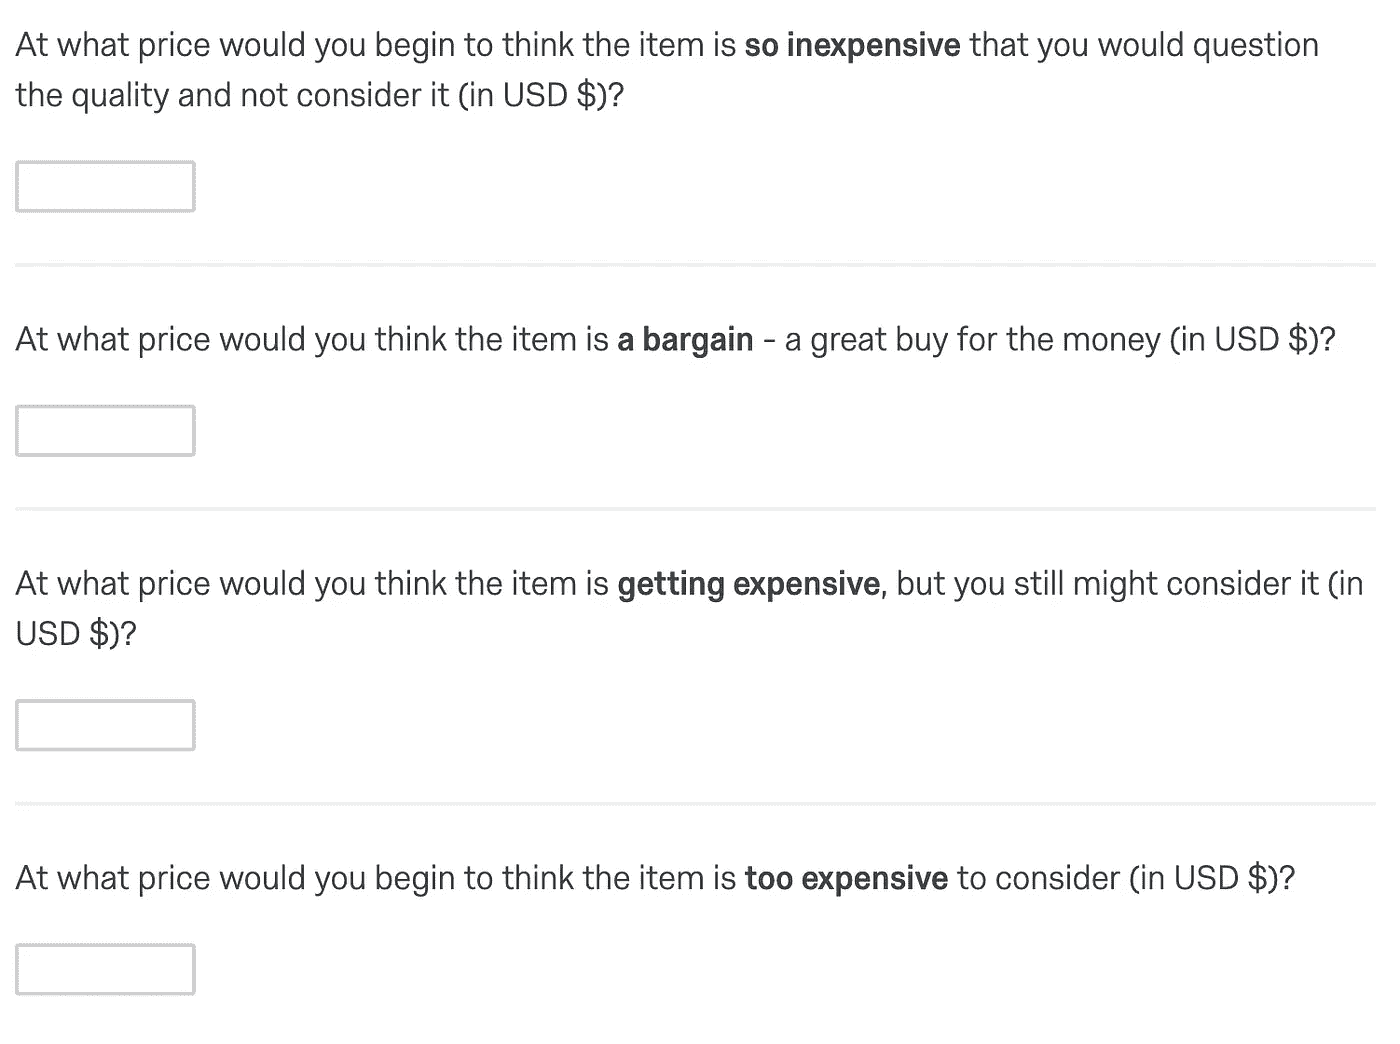 At what price would you begin to think the item is so inexpensive that you would question
the quality and not consider it (in USD $)?
At what price would you think the item is a bargain - a great buy for the money (in USD $)?
At what price would you think the item is getting expensive, but you still might consider it (in
USD $)?
At what price would you begin to think the item is too expensive to consider (in USD $)?